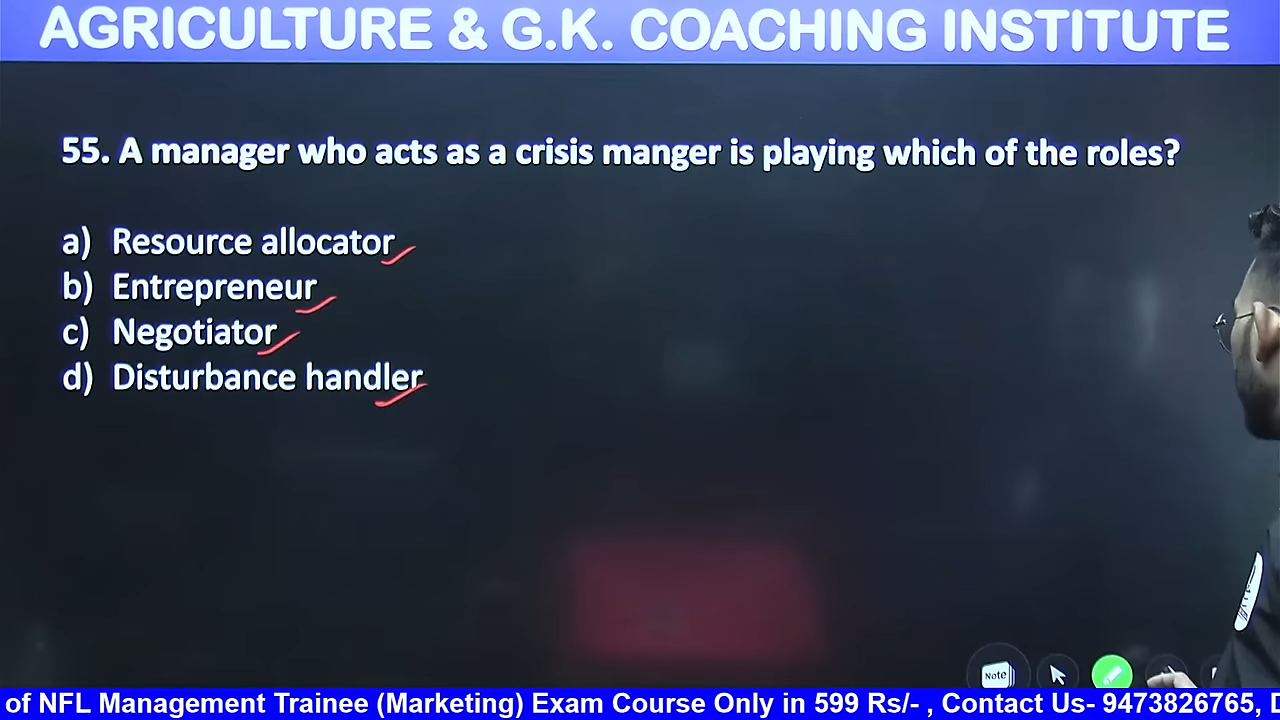 AGRICULTURE & G.K. COACHING INSTITUTE
55. A manager who acts as a crisis manger is playing which of the roles?
a) Resource allocator
b) Entrepreneur
c) Negotiator
d) Disturbance handler
Note
of NFL Management Trainee (Marketing) Exam Course Only in 599 Rs/- , Contact Us- 9473826765,